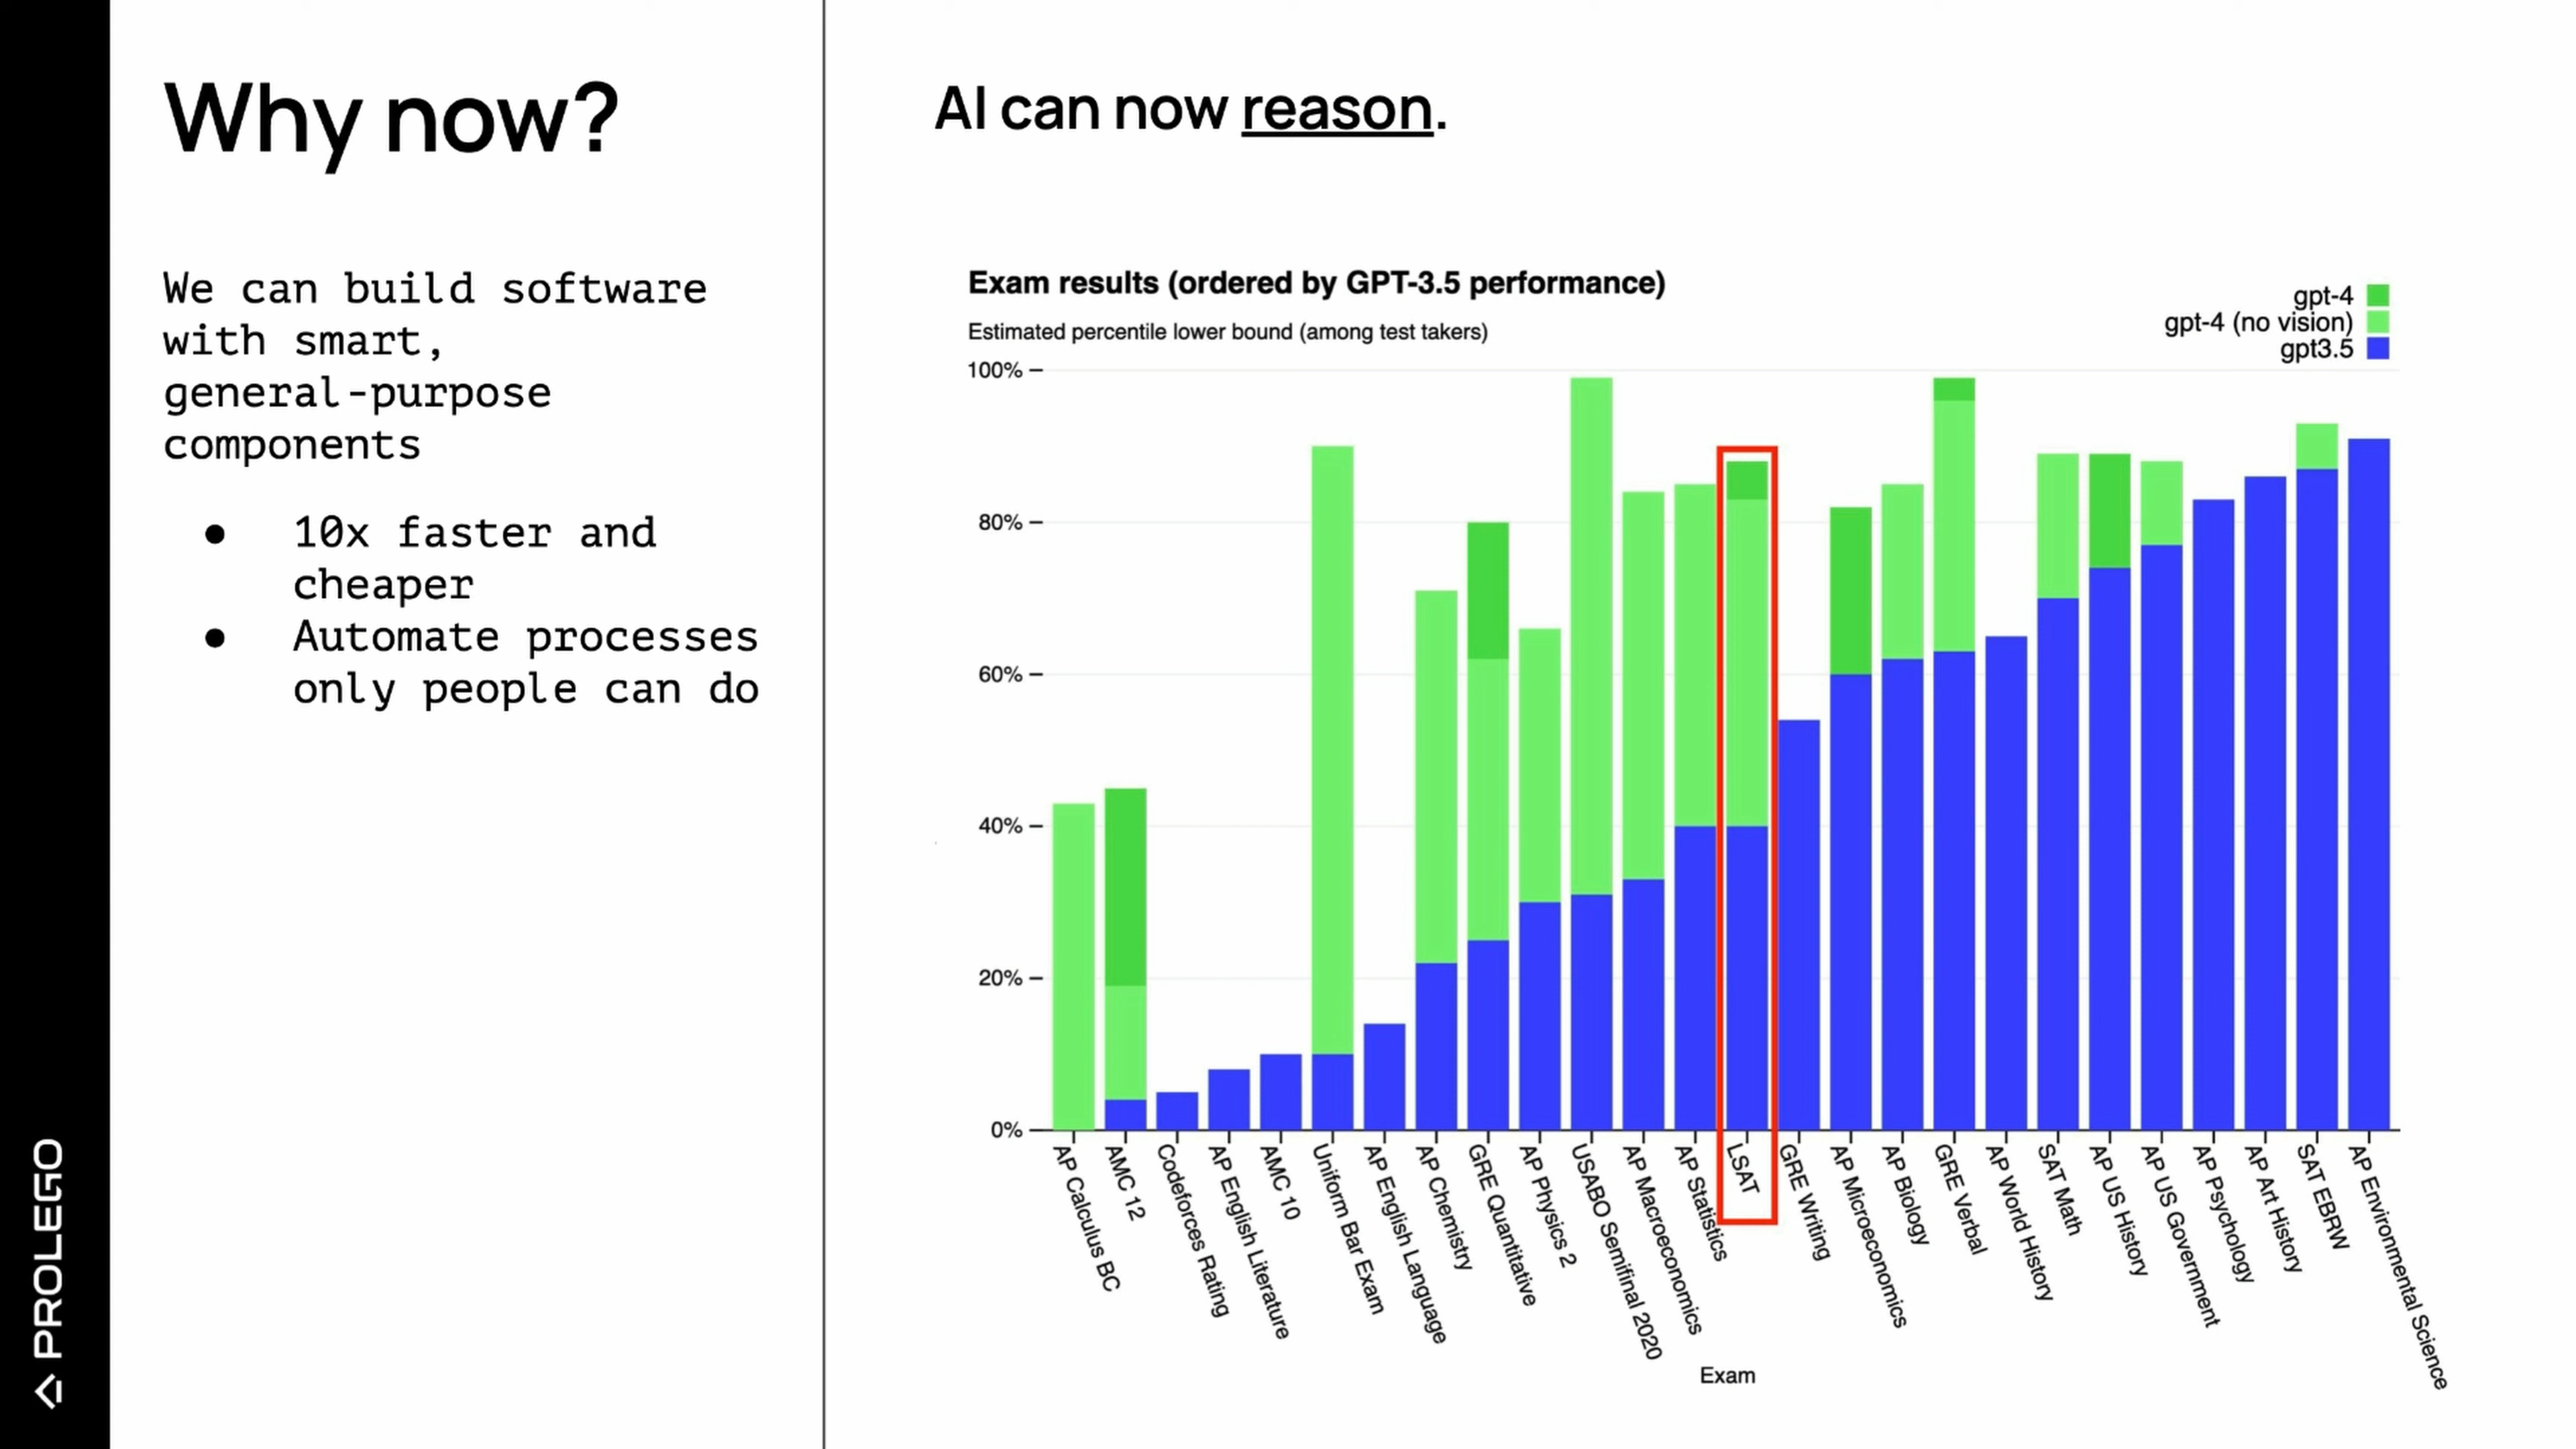 Why now?
We can build software
with smart,
general-purpose
components
● 10x faster and
cheaper
● Automate processes
only people can do
PROLEGO
AI can now reason.
Exam results (ordered by GPT-3.5 performance)
Estimated percentile lower bound (among test takers)
gpt-4
gpt-4 (no vision)
gpt3.5
100%
80%
60%
40%
20%
0%
AP Calculus BC
AMC 12
Codeforces Rating
AP English Literature
AMC 10
Uniform Bar Exam
AP English Language
AP Chemistry
GRE Quantitative
AP Physics 2
USABO Semifinal 2020
AP Macroeconomics
AP Statistics
LSAT
GRE Writing
AP Microeconomics
AP Biology
GRE Verbal
AP World History
SAT Math
AP US History
AP US Government
AP Psychology
AP Art History
SAT EBRW
AP Environmental Science
Exam